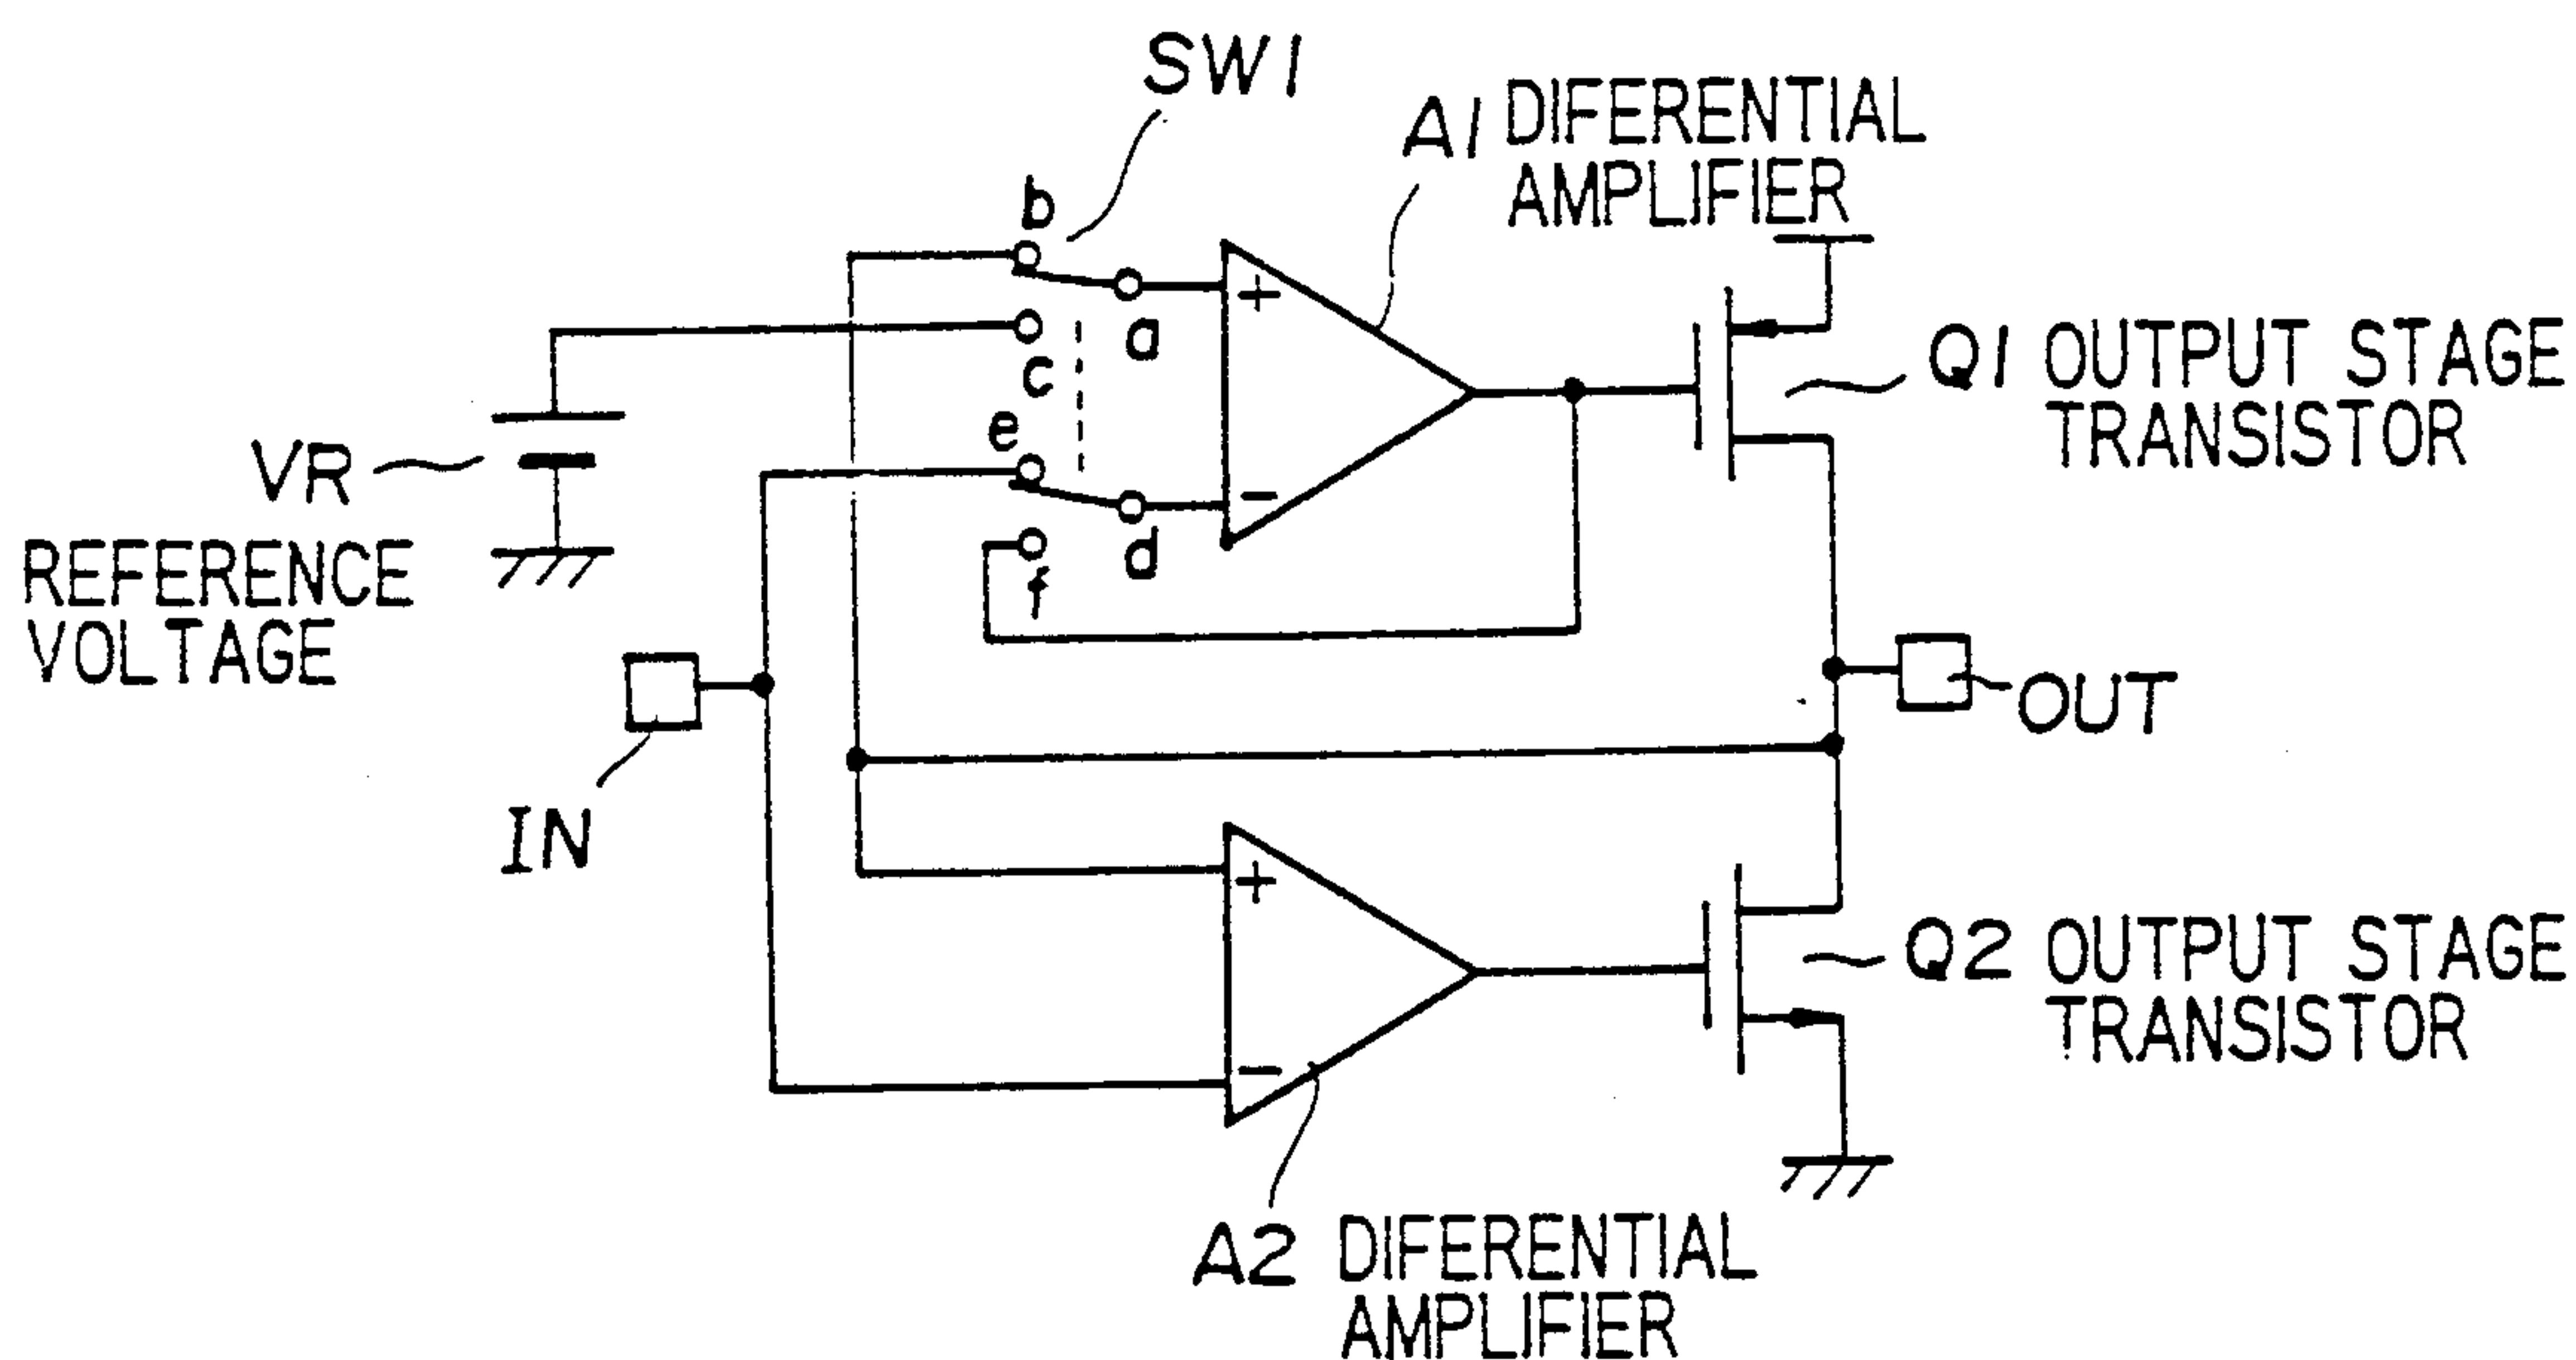 SW1
A1 DIFERENTIAL
AMPLIFIER
b
+
a
c
Q1 OUTPUT STAGE
TRANSISTOR
e
VR
-
d
f
REFERENCE
VOLTAGE
OUT
IN
+
Q2 OUTPUT STAGE
TRANSISTOR
-
A2 DIFERENTIAL
AMPLIFIER